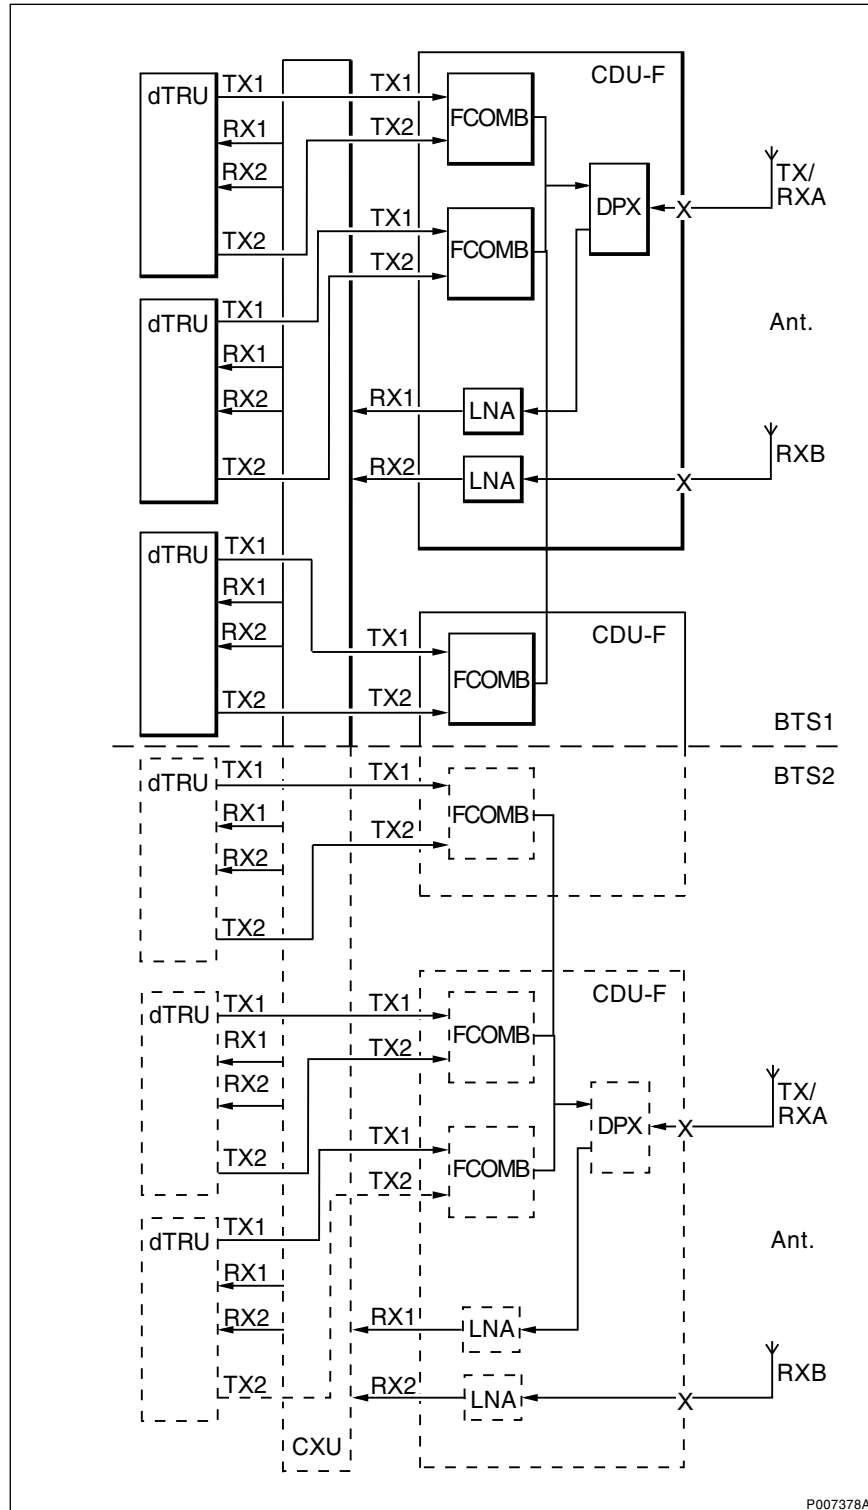 CDU-F
dTRU TX1 TX1 FCOMB
RX1
TX2
RX2
TX/
RXA
DPX
TX2 TX1 FCOMB
TX2
dTRU TX1
Ant.
RX1
RX2 RX1 LNA
RXB
TX2 RX2 LNA X
X
dTRU TX1
RX1
RX2 TX1 CDU-F
FCOMB
TX2 TX2
BTS1
BTS2
dTRU TX1 TX1 FCOMB
RX1
TX2
RX2
TX2
CDU-F
dTRU TX1 TX1 FCOMB
RX1
TX2
RX2
TX/
RXA
DPX X
TX2 TX1 FCOMB
TX2
dTRU TX1
Ant.
RX1
RX2 RX1 LNA
RXB
TX2 RX2 LNA X
CXU
P007378A